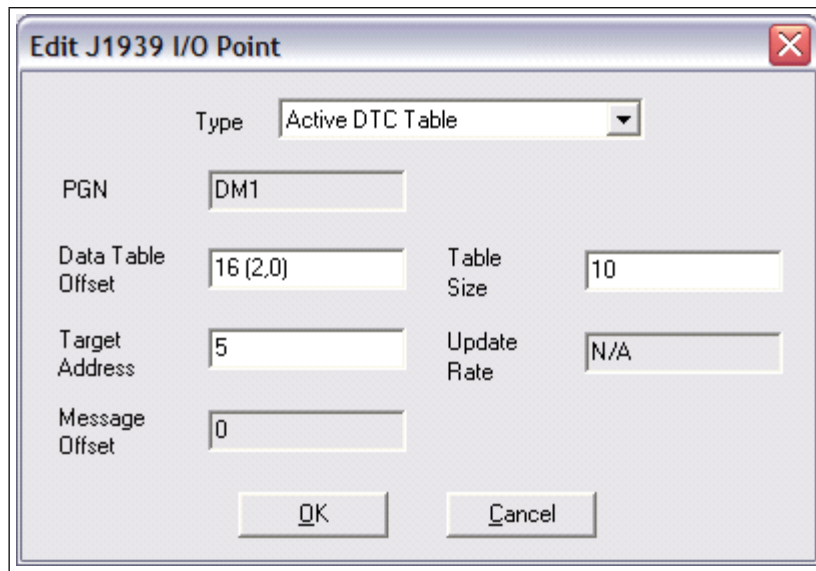 Edit J1939 I/O Point
Type
Active DTC Table
PGN
DM1
Data Table
Offset
16 (2,0)
Table
Size
10
Target
Address
5
Update
Rate
N/A
Message
Offset
0
OK
Cancel